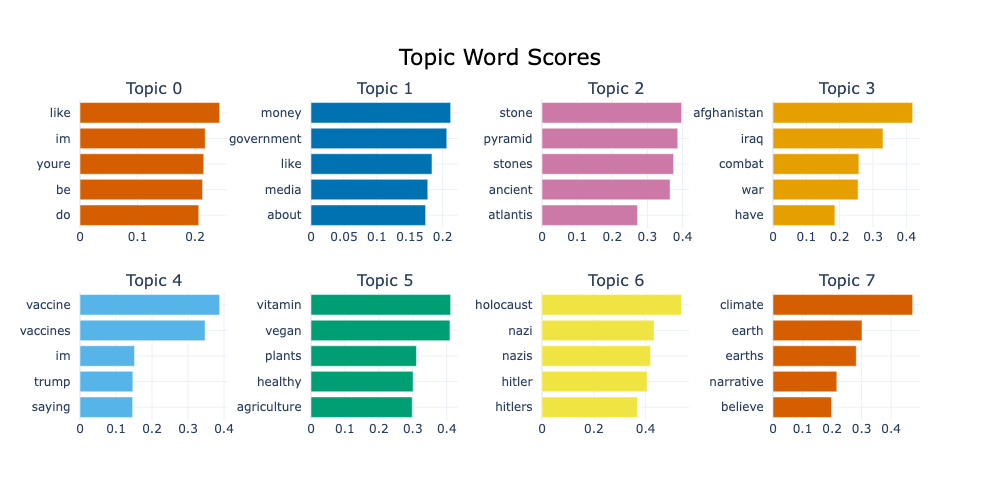 Topic Word Scores
Topic 0
like
im
youre
be
do
0 0.1 0.2
Topic 1
money
government
like
media
about
0 0.05 0.1 0.15 0.2
Topic 2
stone
pyramid
stones
ancient
atlantis
0 0.1 0.2 0.3 0.4
Topic 3
afghanistan
iraq
combat
war
have
0 0.1 0.2 0.3 0.4
Topic 4
vaccine
vaccines
im
trump
saying
0 0.1 0.2 0.3 0.4
Topic 5
vitamin
vegan
plants
healthy
agriculture
0 0.1 0.2 0.3 0.4
Topic 6
holocaust
nazi
nazis
hitler
hitlers
0 0.2 0.4
Topic 7
climate
earth
earths
narrative
believe
0 0.1 0.2 0.3 0.4